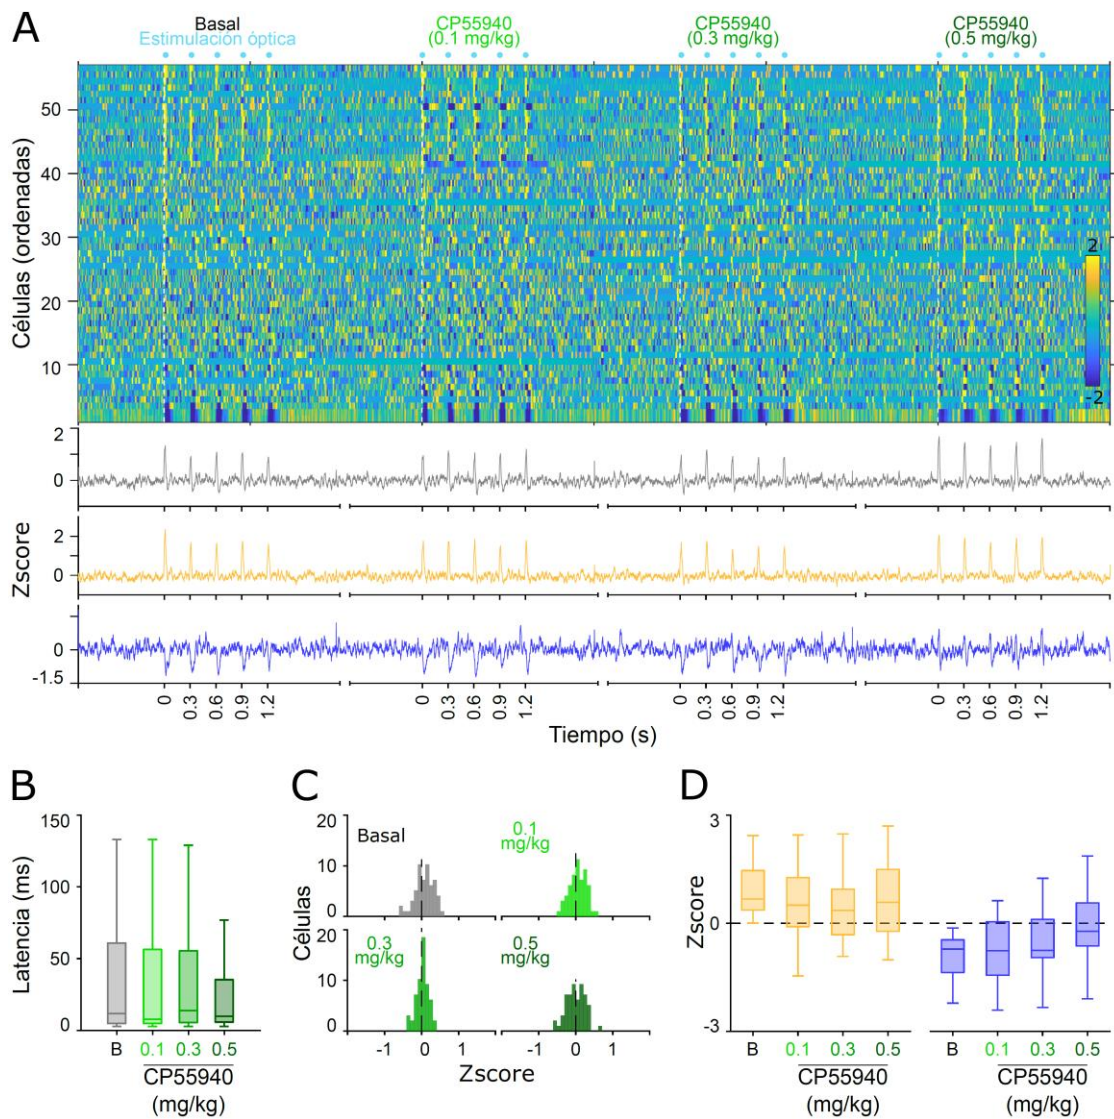 A
Basal
Estimulación óptica
CP55940
(0.1 mg/kg)
CP55940
(0.3 mg/kg)
CP55940
(0.5 mg/kg)
Células (ordenadas)
50
40
30
20
10
2
-2
2
0
2
0
0
-1.5
Zscore
0 0.3 0.6 0.9 1.2
0 0.3 0.6 0.9 1.2
0 0.3 0.6 0.9 1.2
0 0.3 0.6 0.9 1.2
Tiempo (s)
B
Latencia (ms)
150
100
50
0
B 0.1 0.3 0.5
CP55940
(mg/kg)
C
Células
20
10
0
20
10
0
Basal
0.1
mg/kg
0.3
mg/kg
0.5
mg/kg
-1 0 1
-1 0 1
Zscore
D
Zscore
3
0
-3
B 0.1 0.3 0.5
CP55940
(mg/kg)
B 0.1 0.3 0.5
CP55940
(mg/kg)